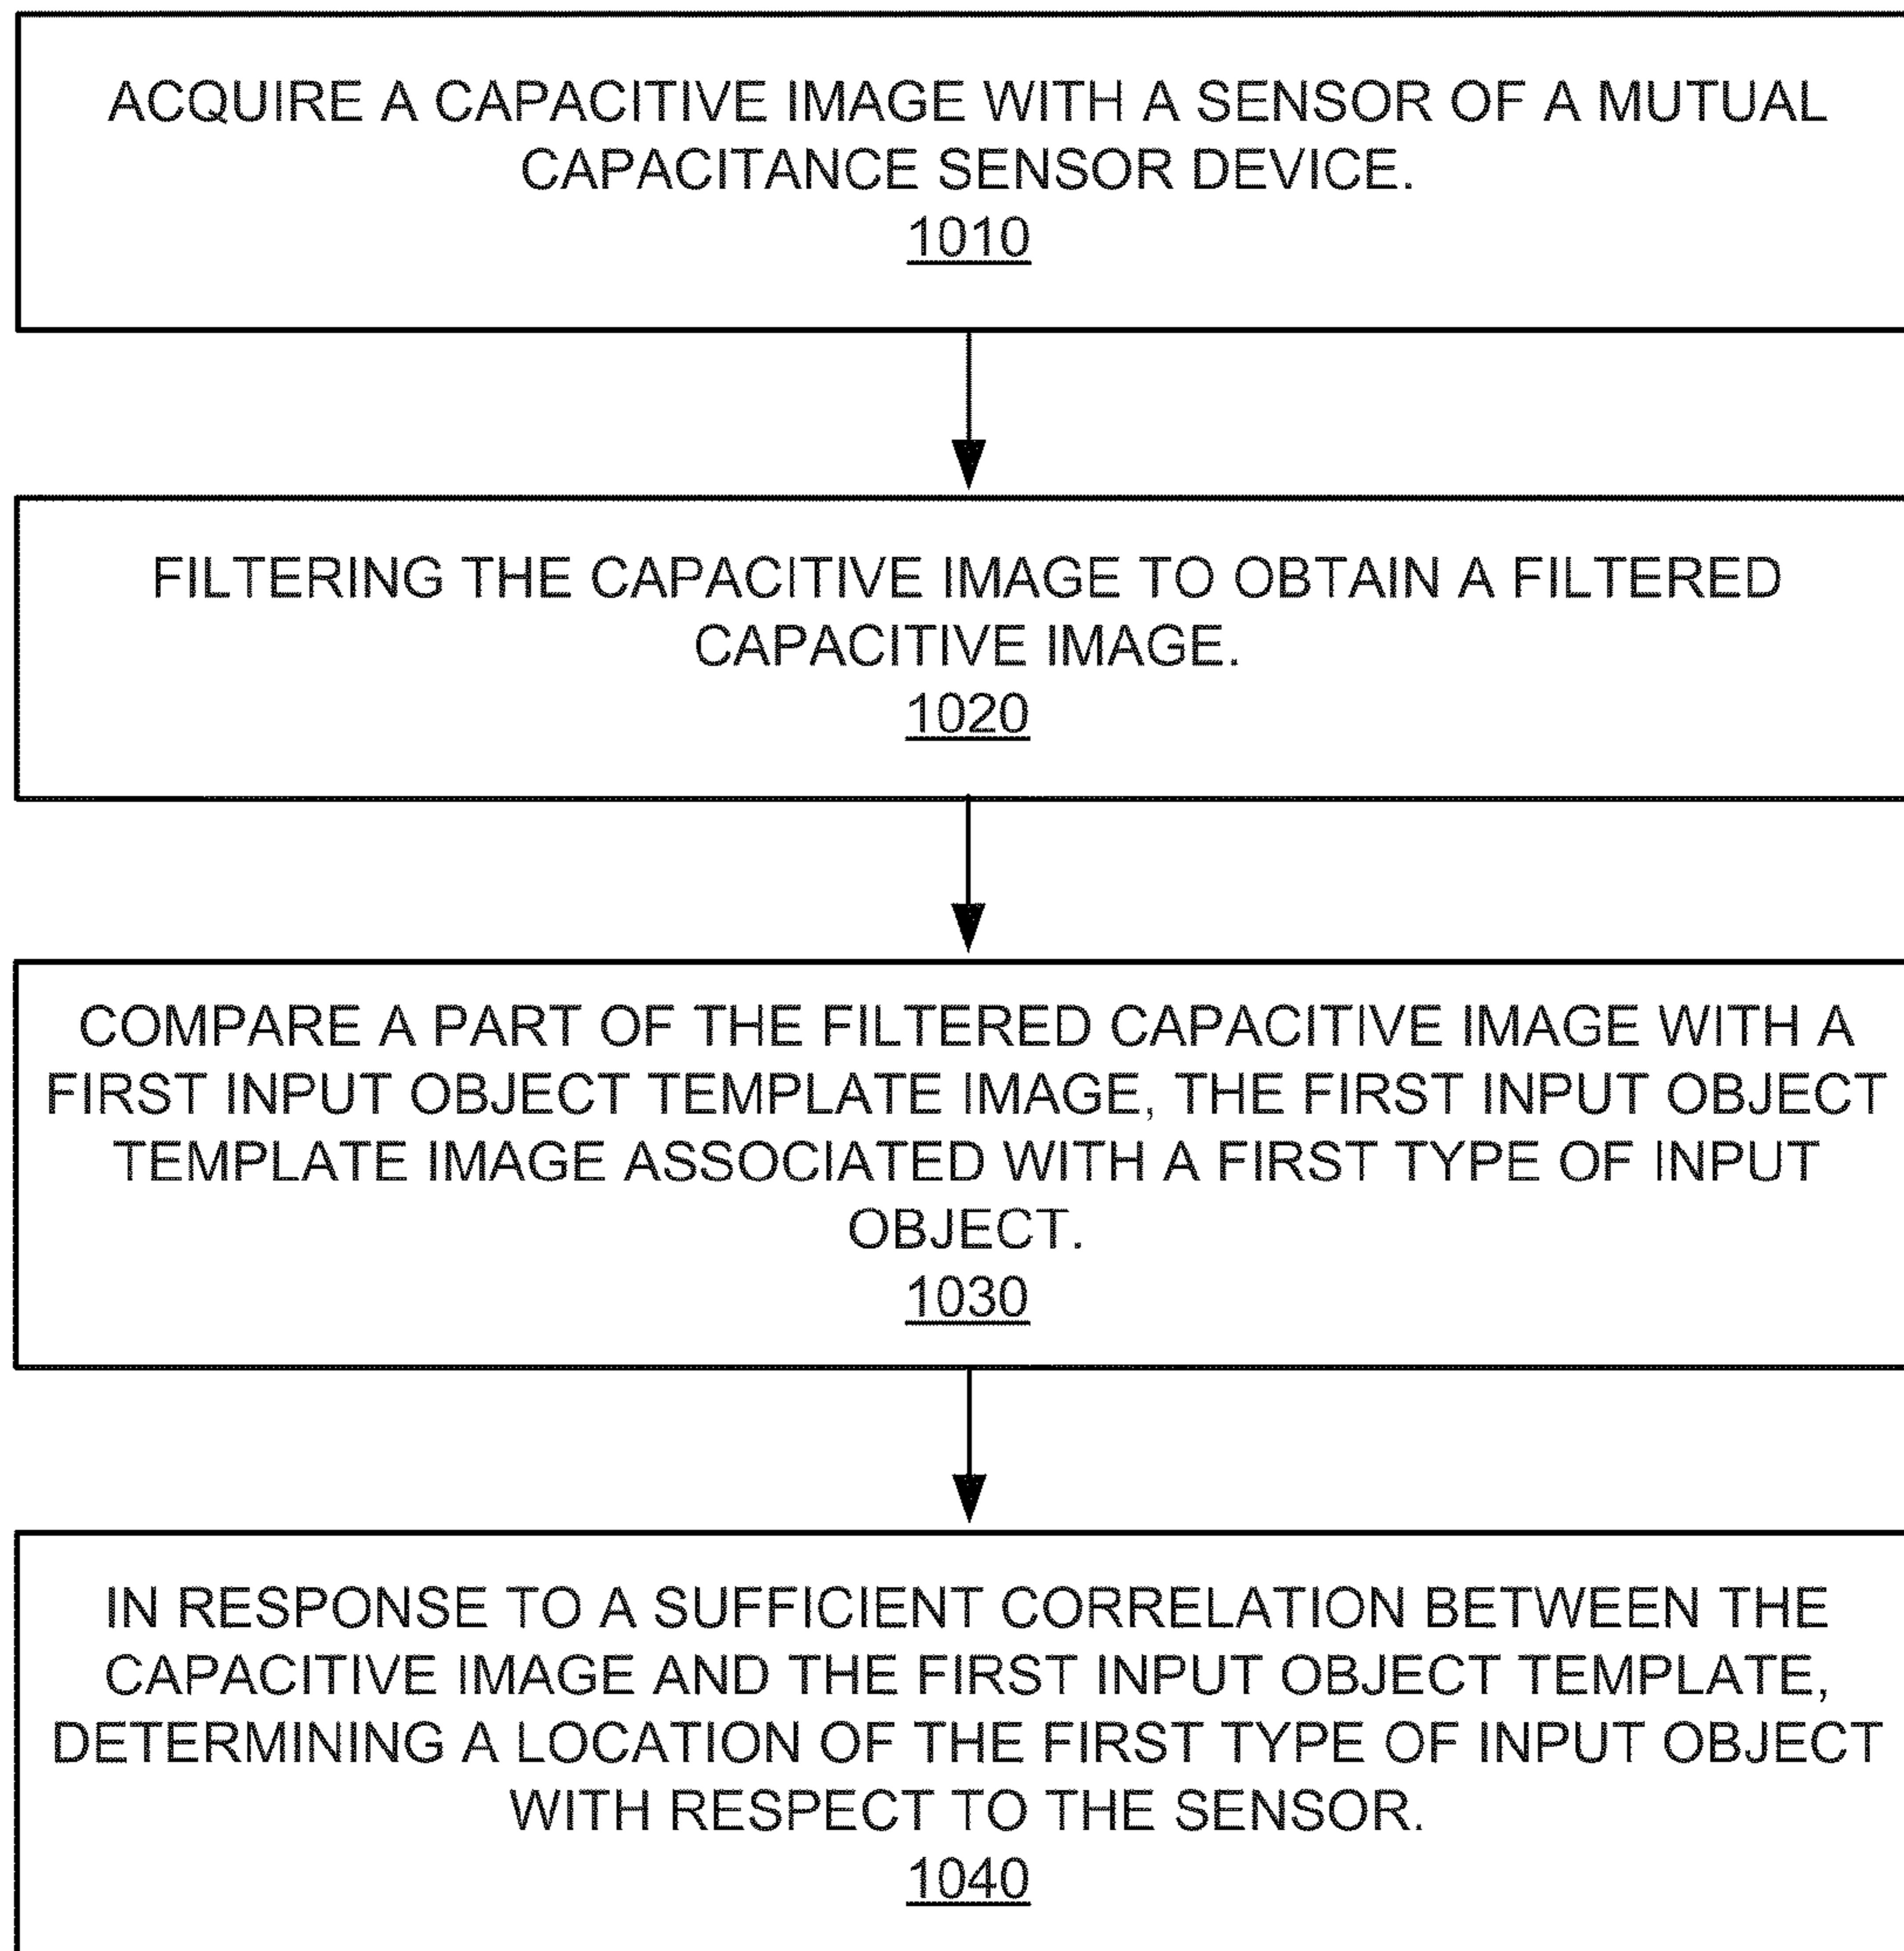 ACQUIRE A CAPACITIVE IMAGE WITH A SENSOR OF A MUTUAL
CAPACITANCE SENSOR DEVICE.
1010
FILTERING THE CAPACITIVE IMAGE TO OBTAIN A FILTERED
CAPACITIVE IMAGE.
1020
COMPARE A PART OF THE FILTERED CAPACITIVE IMAGE WITH A
FIRST INPUT OBJECT TEMPLATE IMAGE, THE FIRST INPUT OBJECT
TEMPLATE IMAGE ASSOCIATED WITH A FIRST TYPE OF INPUT
OBJECT.
1030
IN RESPONSE TO A SUFFICIENT CORRELATION BETWEEN THE
CAPACITIVE IMAGE AND THE FIRST INPUT OBJECT TEMPLATE,
DETERMINING A LOCATION OF THE FIRST TYPE OF INPUT OBJECT
WITH RESPECT TO THE SENSOR.
1040